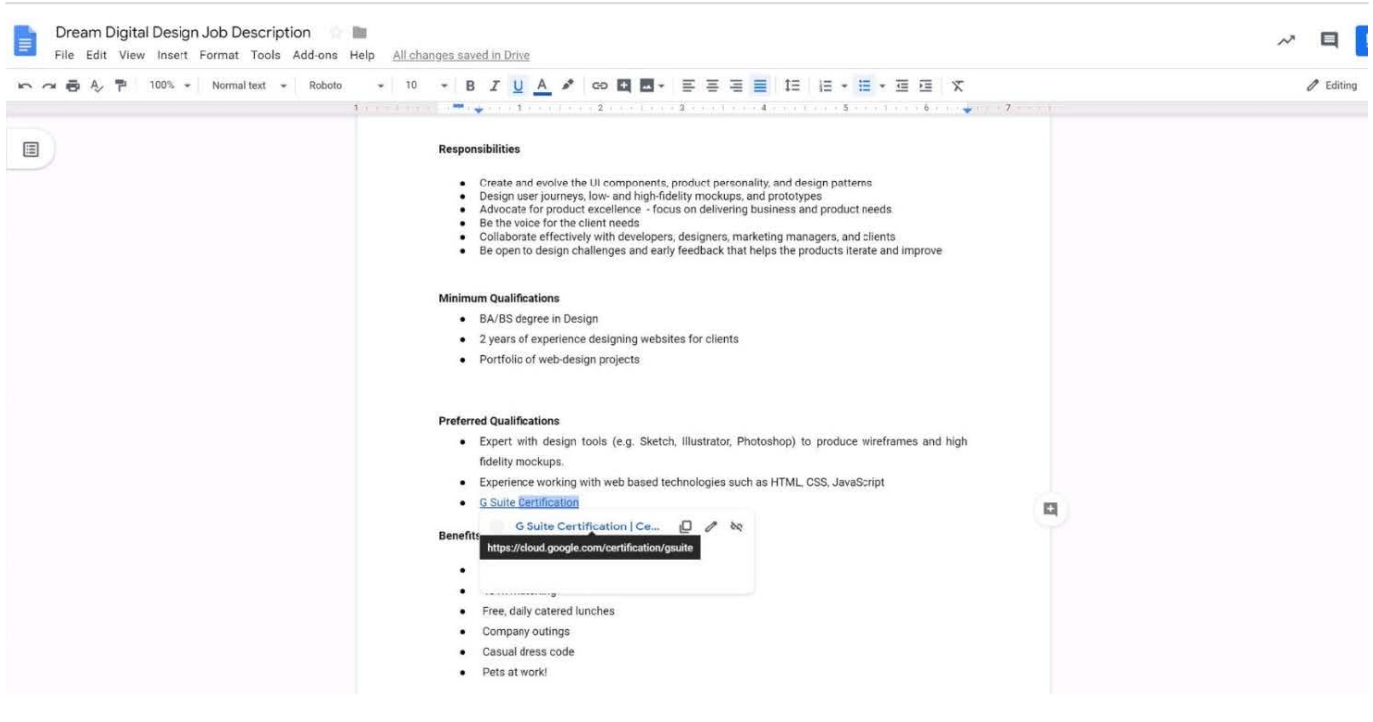 Dream Digital Design Job Description
File Edit View Insert Format Tools Add-ons Help All changes saved in Drive
100% Normal text Roboto 10 B I U A Editing
1 1 2 3 4 5 6 7
Responsibilities
● Create and evolve the UI components, product personality, and design patterns
● Design user journeys, low- and high-fidelity mockups, and prototypes
● Advocate for product excellence - focus on delivering business and product needs
● Be the voice for the client needs
● Collaborate effectively with developers, designers, marketing managers, and clients
● Be open to design challenges and early feedback that helps the products iterate and improve
Minimum Qualifications
● BA/BS degree in Design
● 2 years of experience designing websites for clients
● Portfolio of web-design projects
Preferred Qualifications
● Expert with design tools (e.g. Sketch, Illustrator, Photoshop) to produce wireframes and high
fidelity mockups.
● Experience working with web based technologies such as HTML, CSS, JavaScript
● G Suite Certification
G Suite Certification | Ce...
Benefits
https://cloud.google.com/certification/gsuite
● Free, daily catered lunches
● Company outings
● Casual dress code
● Pets at work!